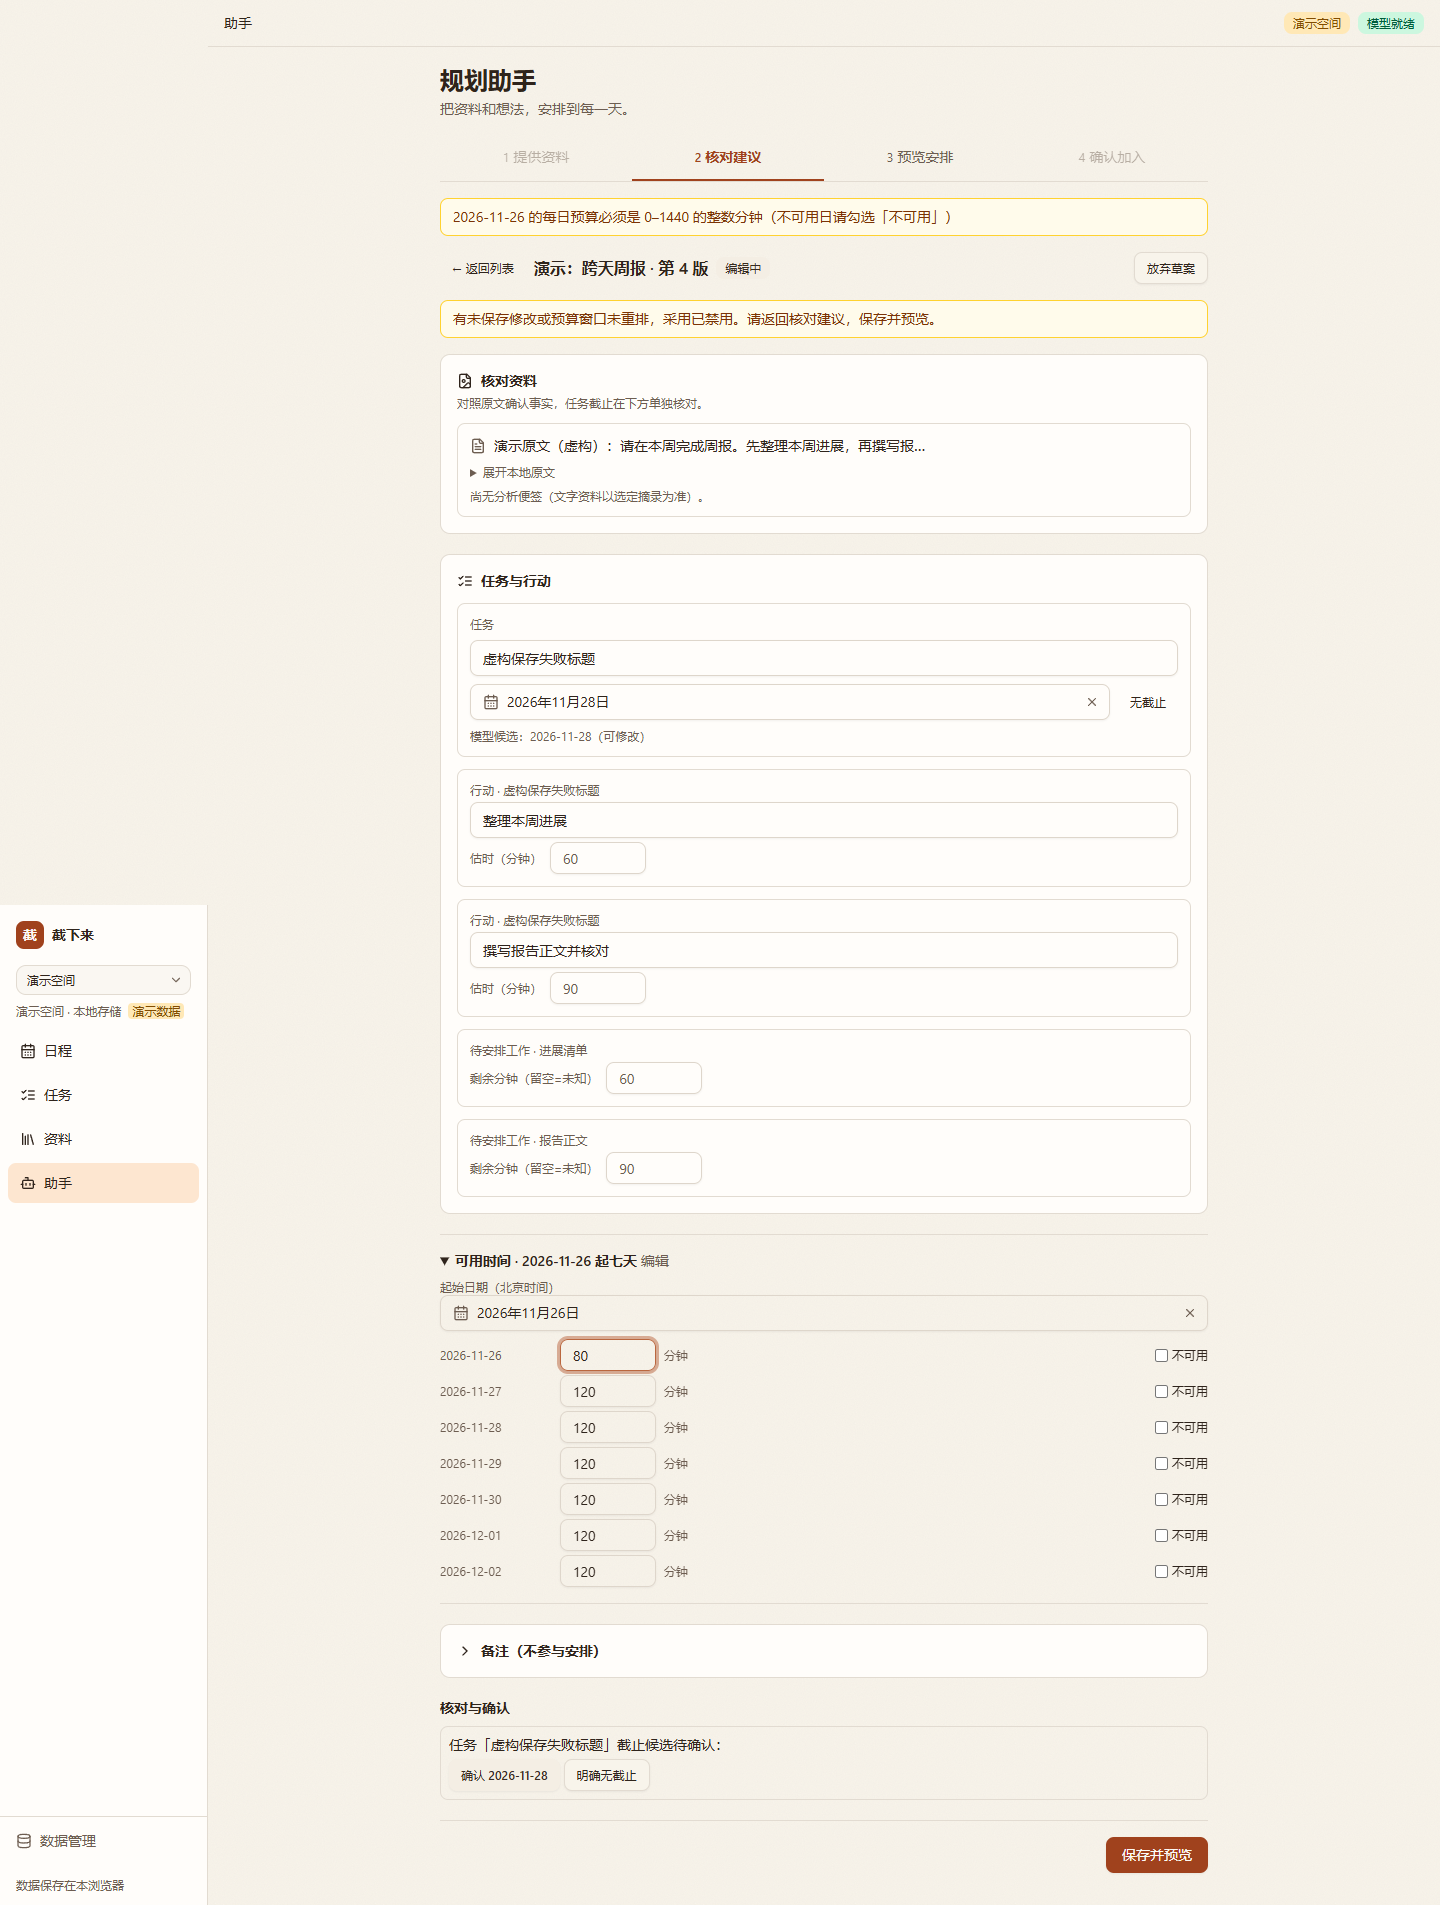 助手
演示空间
模型就绪
规划助手
把资料和想法，安排到每一天。
1 提供资料
2 核对建议
3 预览安排
4 确认加入
2026-11-26 的每日预算必须是 0–1440 的整数分钟（不可用日请勾选「不可用」）
← 返回列表
演示：跨天周报 · 第 4 版
编辑中
放弃草案
有未保存修改或预算窗口未重排，采用已禁用。请返回核对建议，保存并预览。
核对资料
对照原文确认事实，任务截止在下方单独核对。
演示原文（虚构）：请在本周完成周报。先整理本周进展，再撰写报...
展开本地原文
尚无分析便签（文字资料以选定摘录为准）。
任务与行动
任务
虚构保存失败标题
2026年11月28日
无截止
模型候选：2026-11-28（可修改）
行动 · 虚构保存失败标题
整理本周进展
估时（分钟） 60
行动 · 虚构保存失败标题
撰写报告正文并核对
估时（分钟） 90
待安排工作 · 进展清单
剩余分钟（留空=未知） 60
待安排工作 · 报告正文
剩余分钟（留空=未知） 90
可用时间 · 2026-11-26 起七天 编辑
起始日期（北京时间）
2026年11月26日
2026-11-26 80 分钟 不可用
2026-11-27 120 分钟 不可用
2026-11-28 120 分钟 不可用
2026-11-29 120 分钟 不可用
2026-11-30 120 分钟 不可用
2026-12-01 120 分钟 不可用
2026-12-02 120 分钟 不可用
备注（不参与安排）
核对与确认
任务「虚构保存失败标题」截止候选待确认：
确认 2026-11-28
明确无截止
保存并预览
截 截下来
演示空间
演示空间 · 本地存储 演示数据
日程
任务
资料
助手
数据管理
数据保存在本浏览器